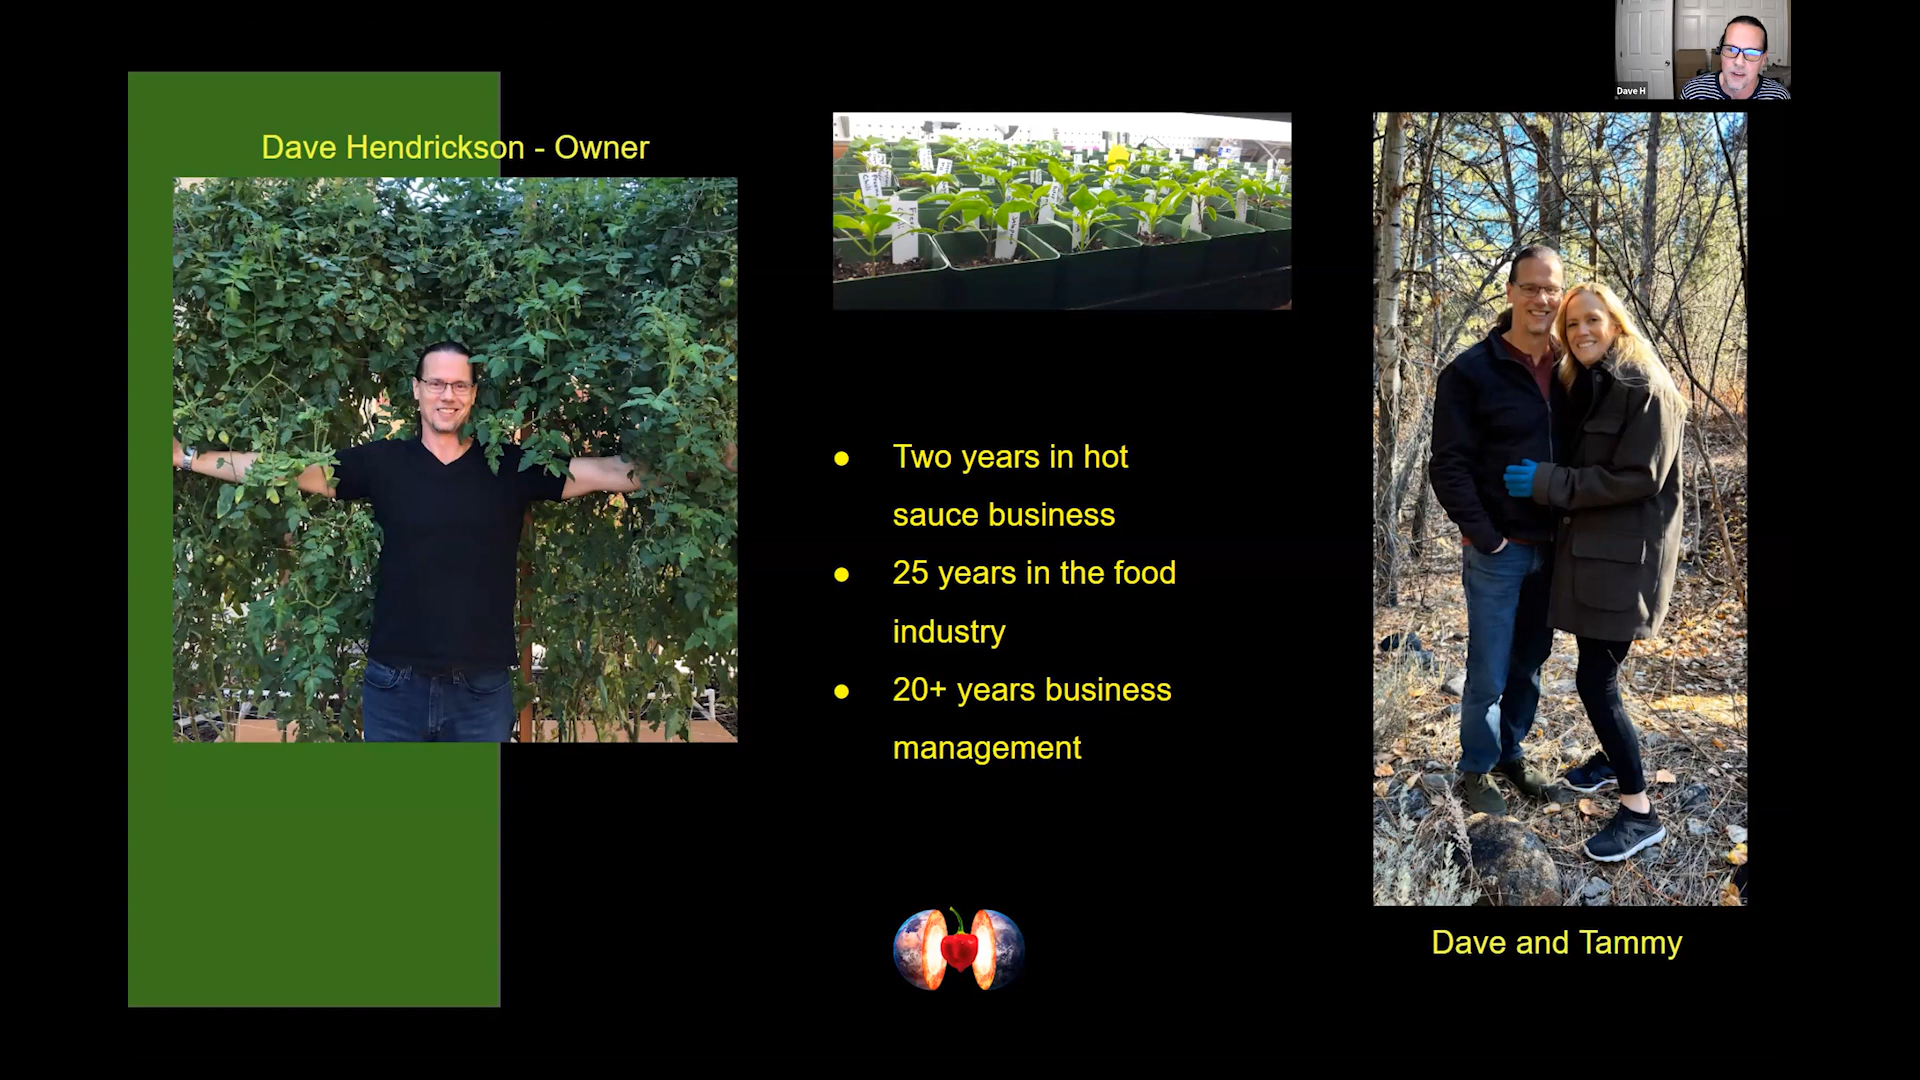 Dave H
Dave Hendrickson - Owner
● Two years in hot
sauce business
● 25 years in the food
industry
● 20+ years business
management
Dave and Tammy